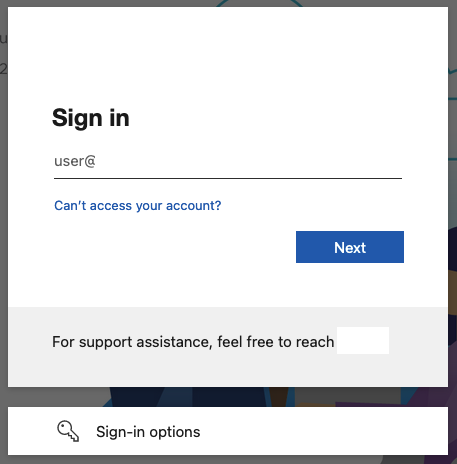 Sign in
user@
Can't access your account?
Next
For support assistance, feel free to reach
Sign-in options